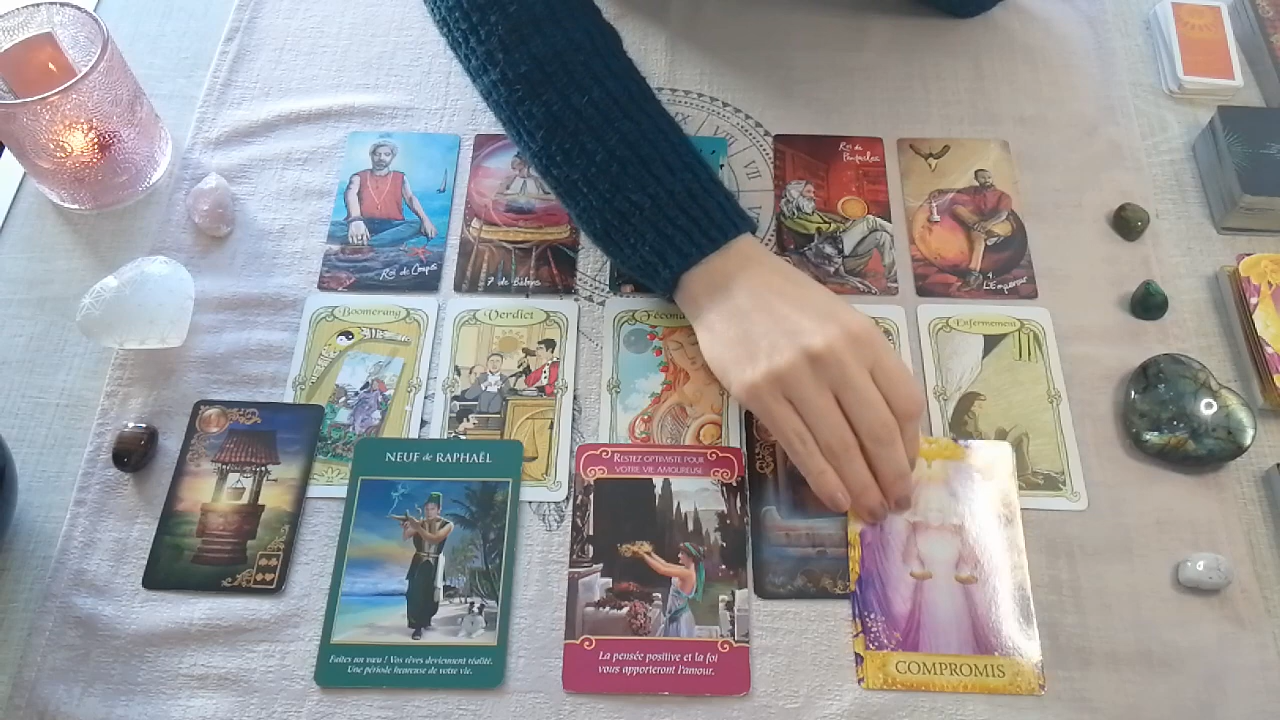 Roi de Coupes
7 de Bâtons
Roi de
Pentacles
4
L'Empereur
Boomerang
Verdict
Enfermement
NEUF de RAPHAËL
Faites un vœu ! Vos rêves deviennent réalité.
Une période heureuse de votre vie.
RESTEZ OPTIMISTE POUR
VOTRE VIE AMOUREUSE
La pensée positive et la foi
vous apporteront l'amour.
COMPROMIS
VII
VIII